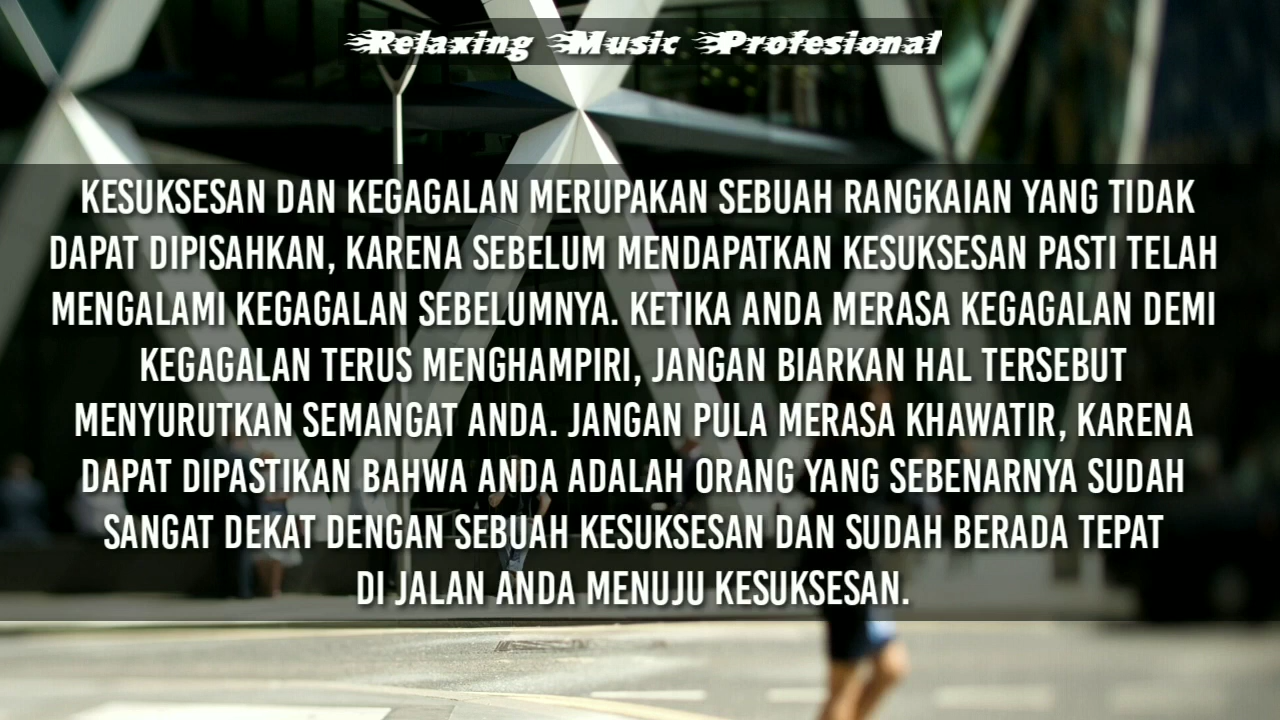 Relaxing Music Profesional
KESUKSESAN DAN KEGAGALAN MERUPAKAN SEBUAH RANGKAIAN YANG TIDAK
DAPAT DIPISAHKAN, KARENA SEBELUM MENDAPATKAN KESUKSESAN PASTI TELAH
MENGALAMI KEGAGALAN SEBELUMNYA. KETIKA ANDA MERASA KEGAGALAN DEMI
KEGAGALAN TERUS MENGHAMPIRI, JANGAN BIARKAN HAL TERSEBUT
MENYURUTKAN SEMANGAT ANDA. JANGAN PULA MERASA KHAWATIR, KARENA
DAPAT DIPASTIKAN BAHWA ANDA ADALAH ORANG YANG SEBENARNYA SUDAH
SANGAT DEKAT DENGAN SEBUAH KESUKSESAN DAN SUDAH BERADA TEPAT
DI JALAN ANDA MENUJU KESUKSESAN.